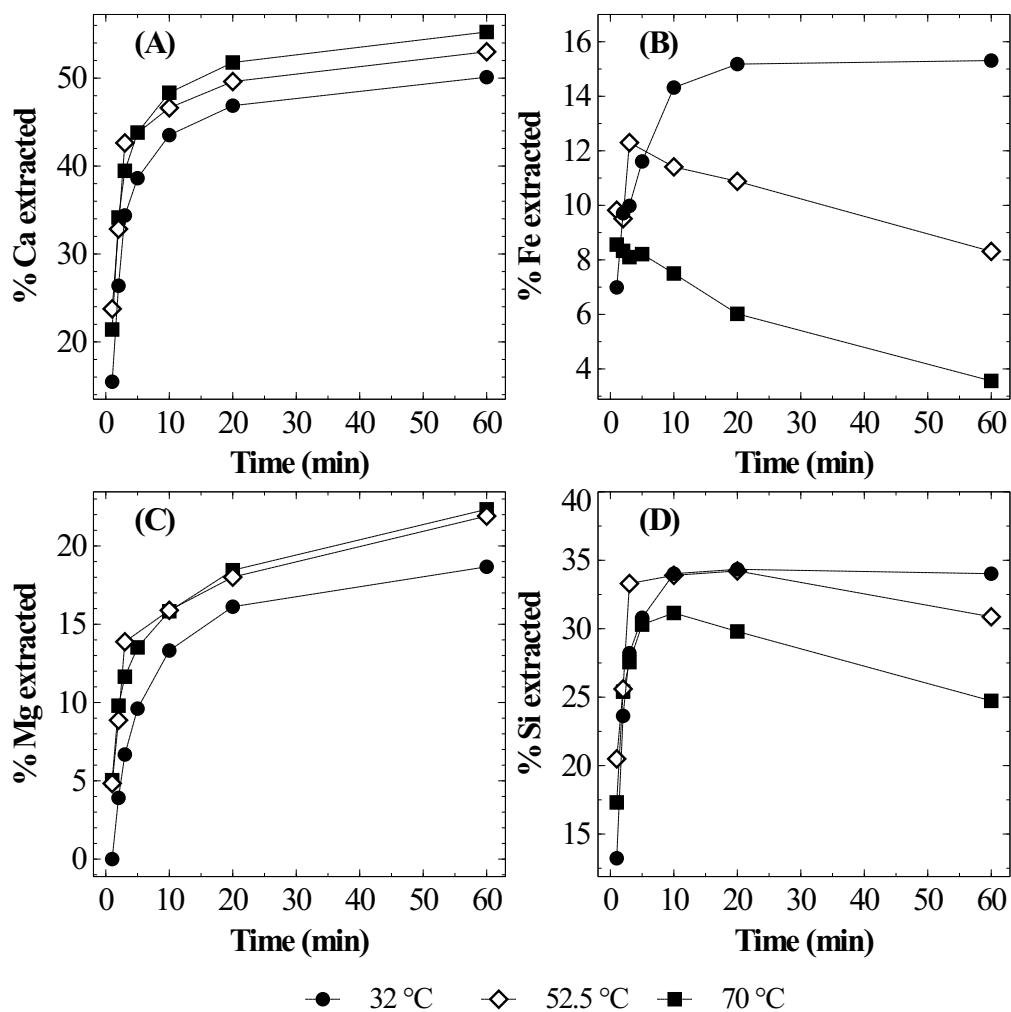 (A)
% Ca extracted
50
40
30
20
0 10 20 30 40 50 60
Time (min)
(B)
% Fe extracted
16
14
12
10
8
6
4
0 10 20 30 40 50 60
Time (min)
(C)
% Mg extracted
20
15
10
5
0
0 10 20 30 40 50 60
Time (min)
(D)
% Si extracted
40
35
30
25
20
15
0 10 20 30 40 50 60
Time (min)
32 °C 52.5 °C 70 °C